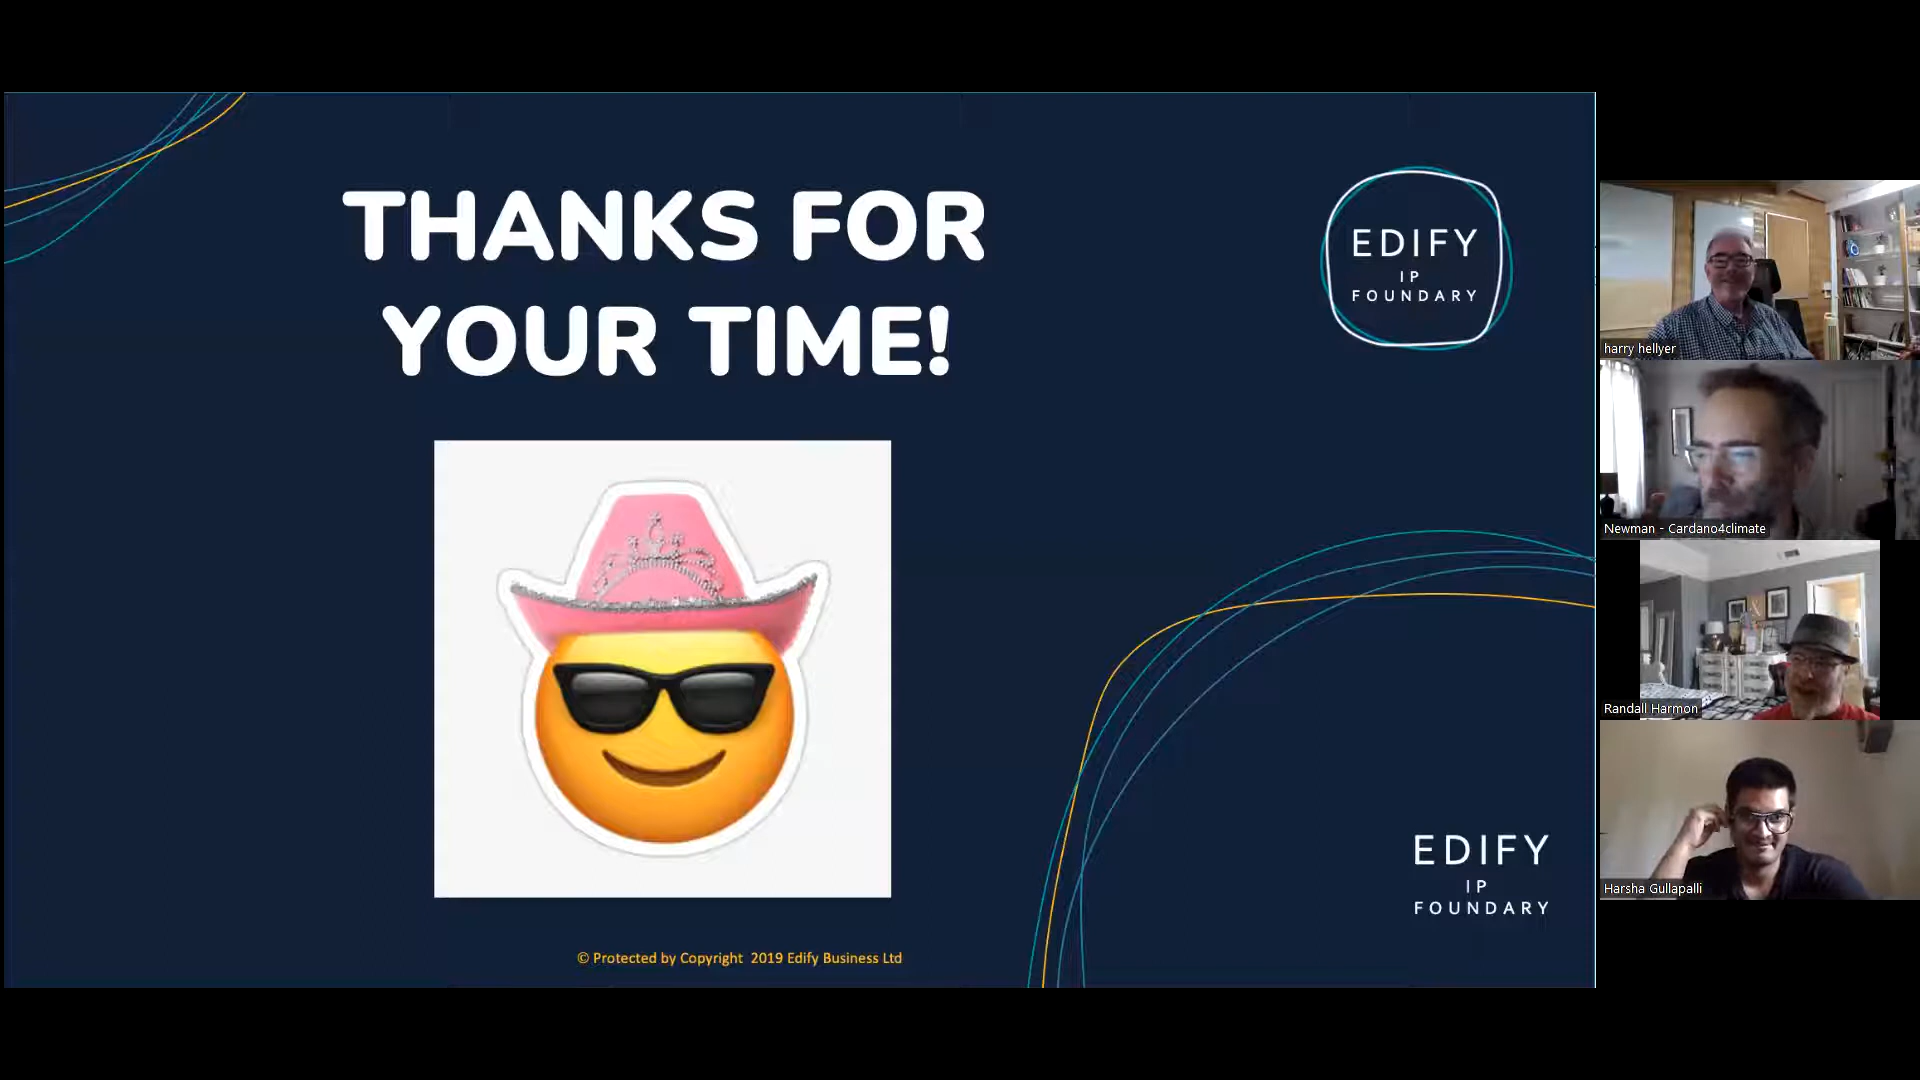 THANKS FOR
YOUR TIME!
EDIFY
IP
FOUNDARY
EDIFY
IP
FOUNDARY
© Protected by Copyright 2019 Edify Business Ltd
harry hellyer
Newman - Cardano4climate
Randall Harmon
Harsha Gullapalli